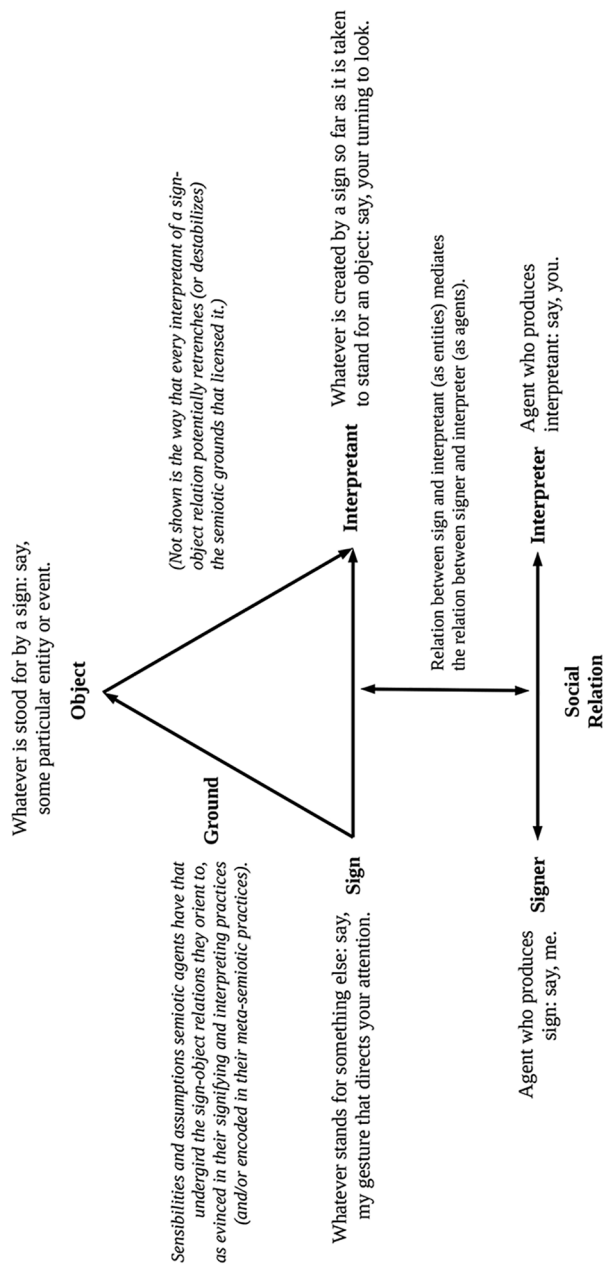 Whatever is stood for by a sign: say,
some particular entity or event.
Object
Sensibilities and assumptions semiotic agents have that
undergird the sign-object relations they orient to,
as evinced in their signifying and interpreting practices
(and/or encoded in their meta-semiotic practices).
Ground
(Not shown is the way that every interpretant of a sign-
object relation potentially retrenches (or destabilizes)
the semiotic grounds that licensed it.)
Whatever stands for something else: say,
my gesture that directs your attention.
Sign
Interpretant
Whatever is created by a sign so far as it is taken
to stand for an object: say, your turning to look.
Relation between sign and interpretant (as entities) mediates
the relation between signer and interpreter (as agents).
Agent who produces
sign: say, me.
Signer
Interpreter
Agent who produces
interpretant: say, you.
Social
Relation